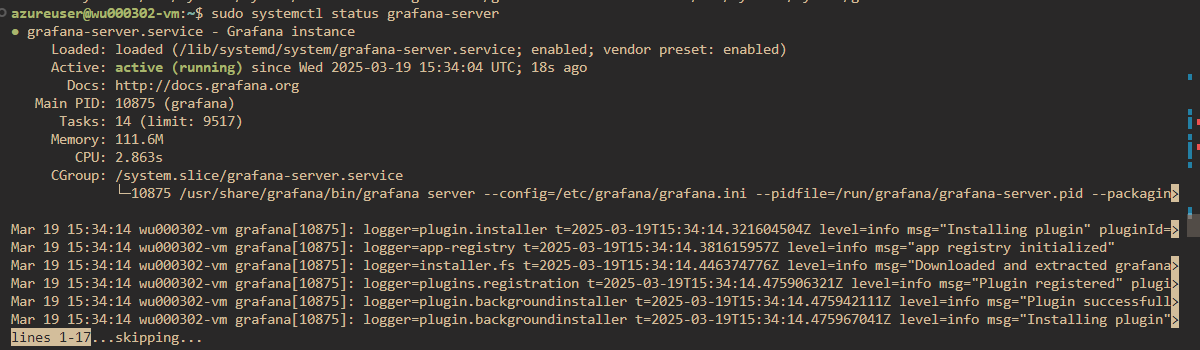 azureuser@wu000302-vm:~$ sudo systemctl status grafana-server
● grafana-server.service - Grafana instance
Loaded: loaded (/lib/systemd/system/grafana-server.service; enabled; vendor preset: enabled)
Active: active (running) since Wed 2025-03-19 15:34:04 UTC; 18s ago
Docs: http://docs.grafana.org
Main PID: 10875 (grafana)
Tasks: 14 (limit: 9517)
Memory: 111.6M
CPU: 2.863s
CGroup: /system.slice/grafana-server.service
└─10875 /usr/share/grafana/bin/grafana server --config=/etc/grafana/grafana.ini --pidfile=/run/grafana/grafana-server.pid --packagin>
Mar 19 15:34:14 wu000302-vm grafana[10875]: logger=plugin.installer t=2025-03-19T15:34:14.321604504Z level=info msg="Installing plugin" pluginId=>
Mar 19 15:34:14 wu000302-vm grafana[10875]: logger=app-registry t=2025-03-19T15:34:14.381615957Z level=info msg="app registry initialized"
Mar 19 15:34:14 wu000302-vm grafana[10875]: logger=installer.fs t=2025-03-19T15:34:14.446374776Z level=info msg="Downloaded and extracted grafana>
Mar 19 15:34:14 wu000302-vm grafana[10875]: logger=plugins.registration t=2025-03-19T15:34:14.475906321Z level=info msg="Plugin registered" plugi>
Mar 19 15:34:14 wu000302-vm grafana[10875]: logger=plugin.backgroundinstaller t=2025-03-19T15:34:14.475942111Z level=info msg="Plugin successfull>
Mar 19 15:34:14 wu000302-vm grafana[10875]: logger=plugin.backgroundinstaller t=2025-03-19T15:34:14.475967041Z level=info msg="Installing plugin">
lines 1-17...skipping...